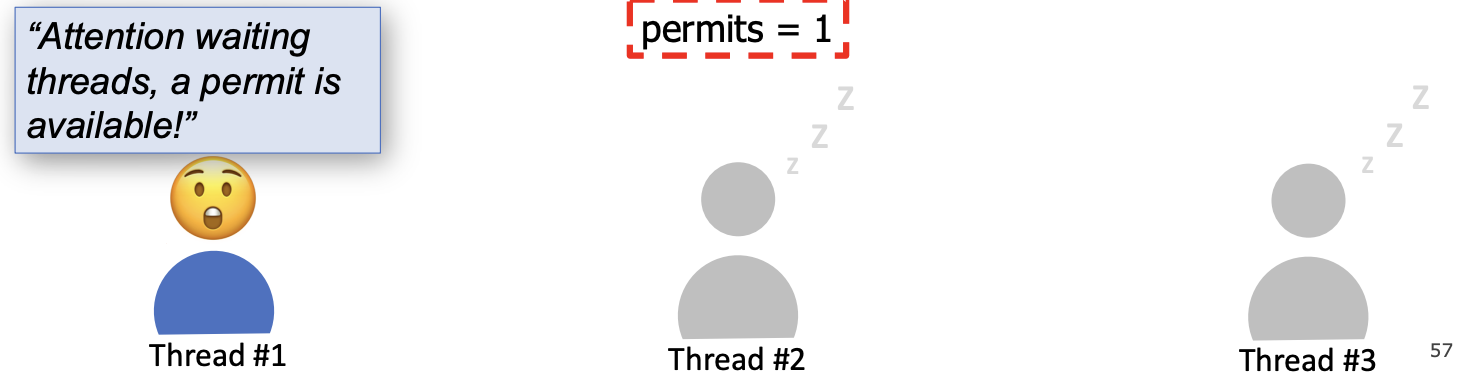 “Attention waiting
threads, a permit is
available!”
permits = 1
z
Z
Z
z
Z
Z
Thread #1
Thread #2
Thread #3
57